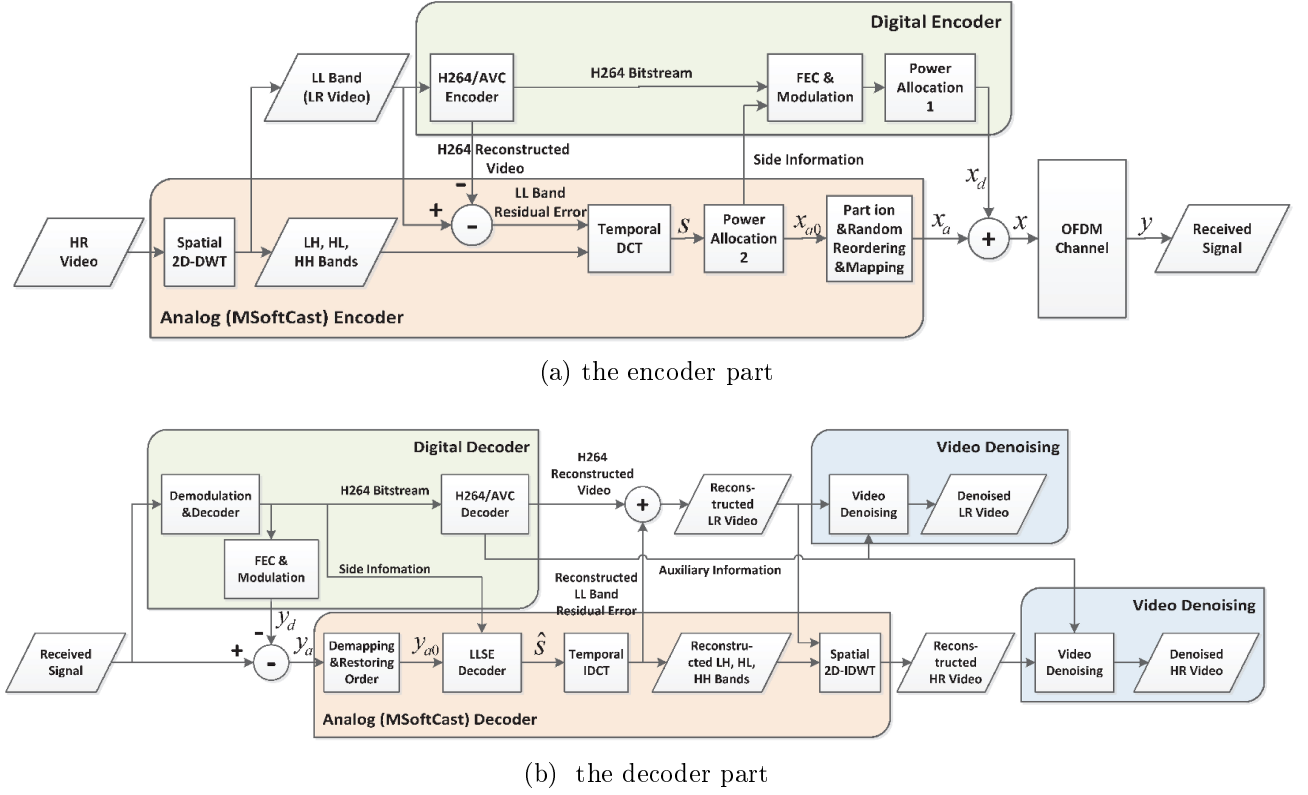 Digital Encoder
LL Band
(LR Video)
H264/AVC
Encoder
H264 Bitstream
FEC &
Modulation
Power
Allocation
1
H264 Reconstructed
Video
Side Information
x_d
-
+
-
LL Band
Residual Error
HR
Video
Spatial
2D-DWT
LH, HL,
HH Bands
Temporal
DCT
s
Power
Allocation
2
x_{a0}
Part ion
&Random
Reordering
&Mapping
x_a
+
x
OFDM
Channel
y
Received
Signal
Analog (MSoftCast) Encoder
(a) the encoder part
Digital Decoder
Video Denoising
Demodulation
&Decoder
H264 Bitstream
H264/AVC
Decoder
H264
Reconstructed
Video
+
Recons-
tructed
LR Video
Video
Denoising
Denoised
LR Video
FEC &
Modulation
Side Infomation
Auxiliary Information
Reconstructed
LL Band
Residual Error
Video Denoising
Received
Signal
-
y_d
+
-
y_a
Demapping
&Restoring
Order
y_{a0}
LLSE
Decoder
ŝ
Temporal
IDCT
Reconstru-
cted LH, HL,
HH Bands
Spatial
2D-IDWT
Recons-
tructed
HR Video
Video
Denoising
Denoised
HR Video
Analog (MSoftCast) Decoder
(b) the decoder part